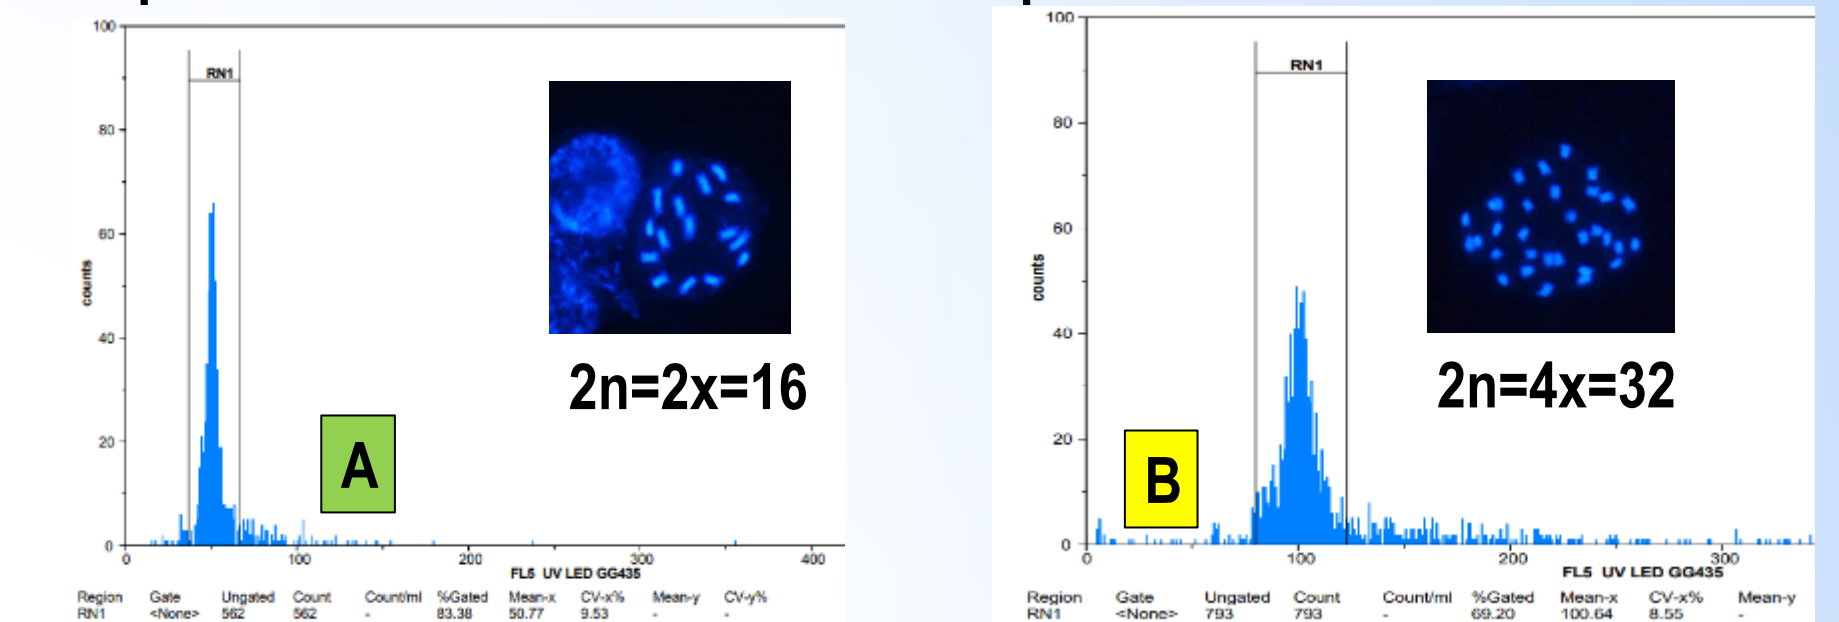 100
RN1
80
60
counts
40
20
0
0 100 200 300 400
FL5 UV LED GG435
2n=2x=16
A
Region Gate Ungated Count Count/ml %Gated Mean-x CV-x% Mean-y CV-y%
RN1 <None> 562 562 - 83.38 50.77 9.53 - -
100
RN1
80
60
counts
40
20
0
0 100 200 300
FL5 UV LED GG435
2n=4x=32
B
Region Gate Ungated Count Count/ml %Gated Mean-x CV-x% Mean-y
RN1 <None> 793 793 - 69.20 100.64 8.55 -